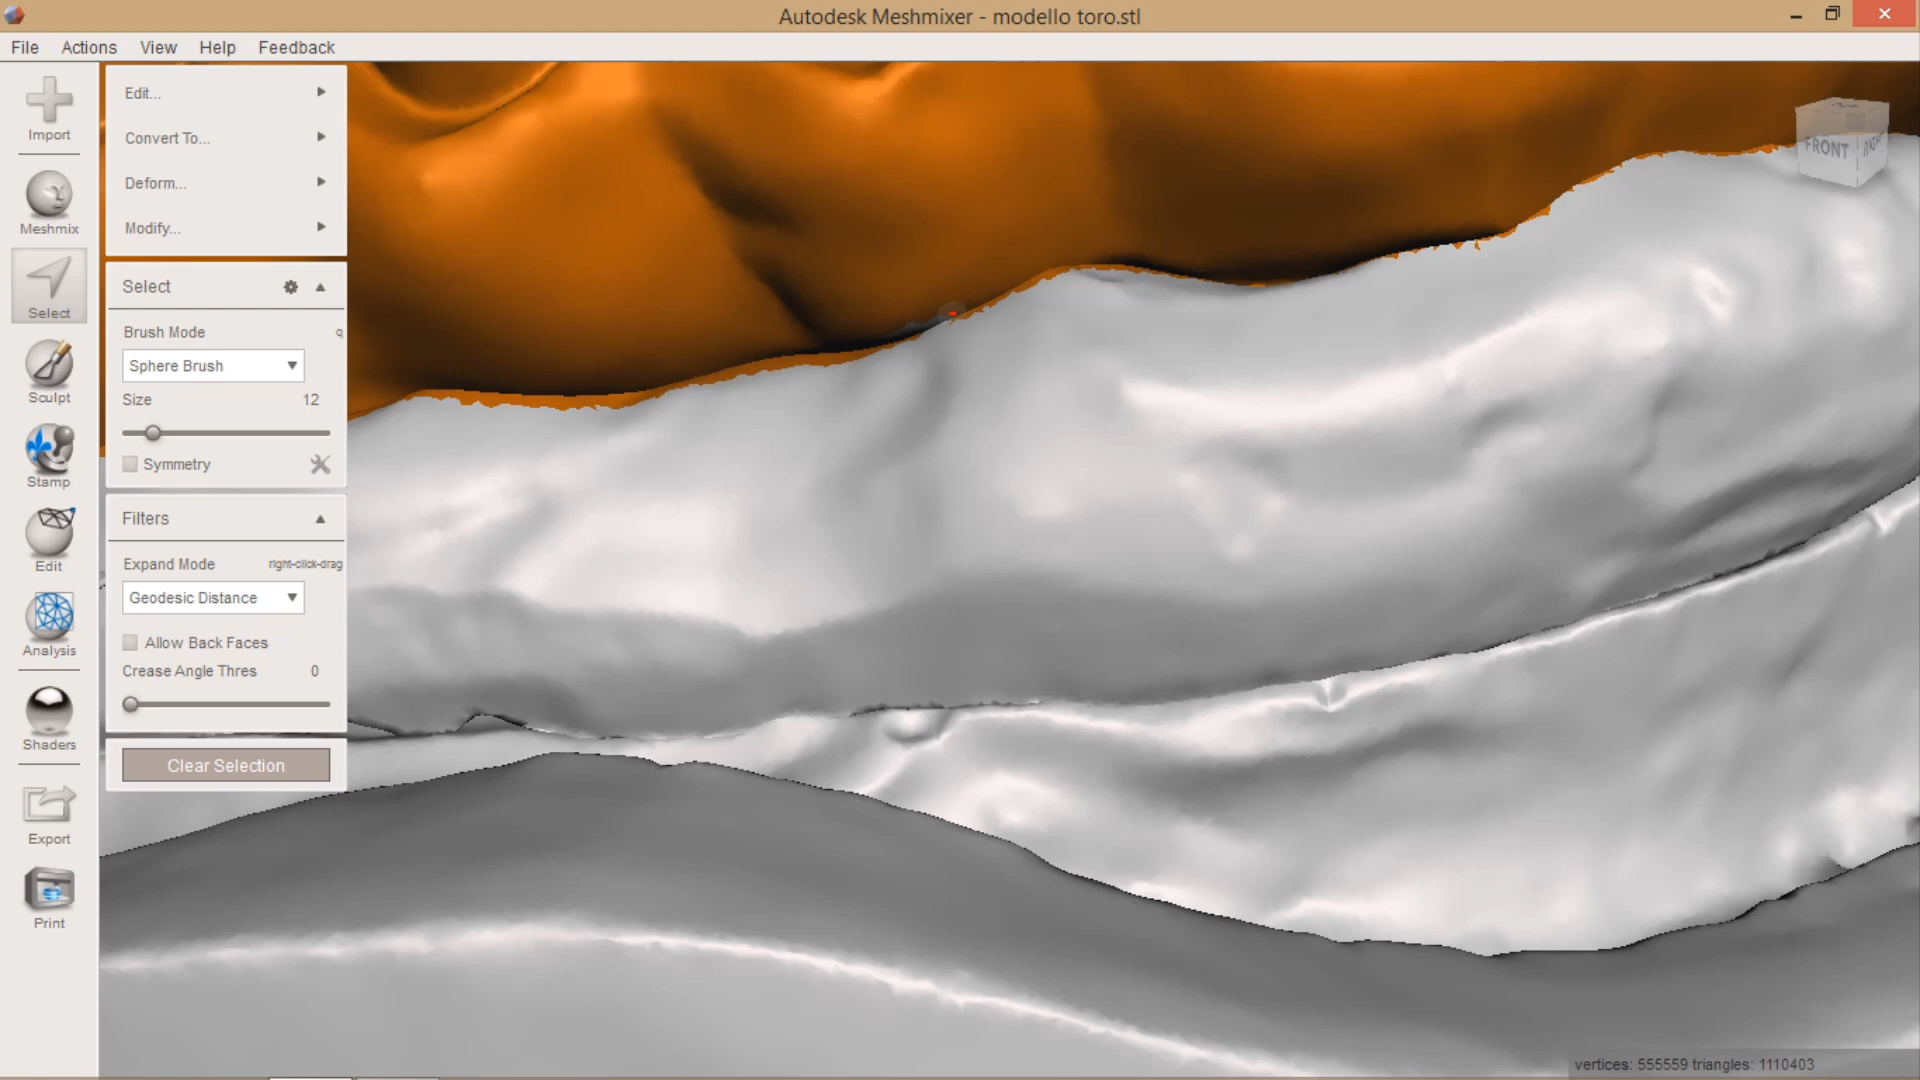 Autodesk Meshmixer - modello toro.stl
File Actions View Help Feedback
Import
Meshmix
Select
Sculpt
Stamp
Edit
Analysis
Shaders
Export
Print
Edit...
Convert To...
Deform...
Modify...
Select
Brush Mode q
Sphere Brush
Size 12
Symmetry
Filters
Expand Mode right-click-drag
Geodesic Distance
Allow Back Faces
Crease Angle Thres 0
Clear Selection
FRONT RIGHT
vertices: 555559 triangles: 1110403